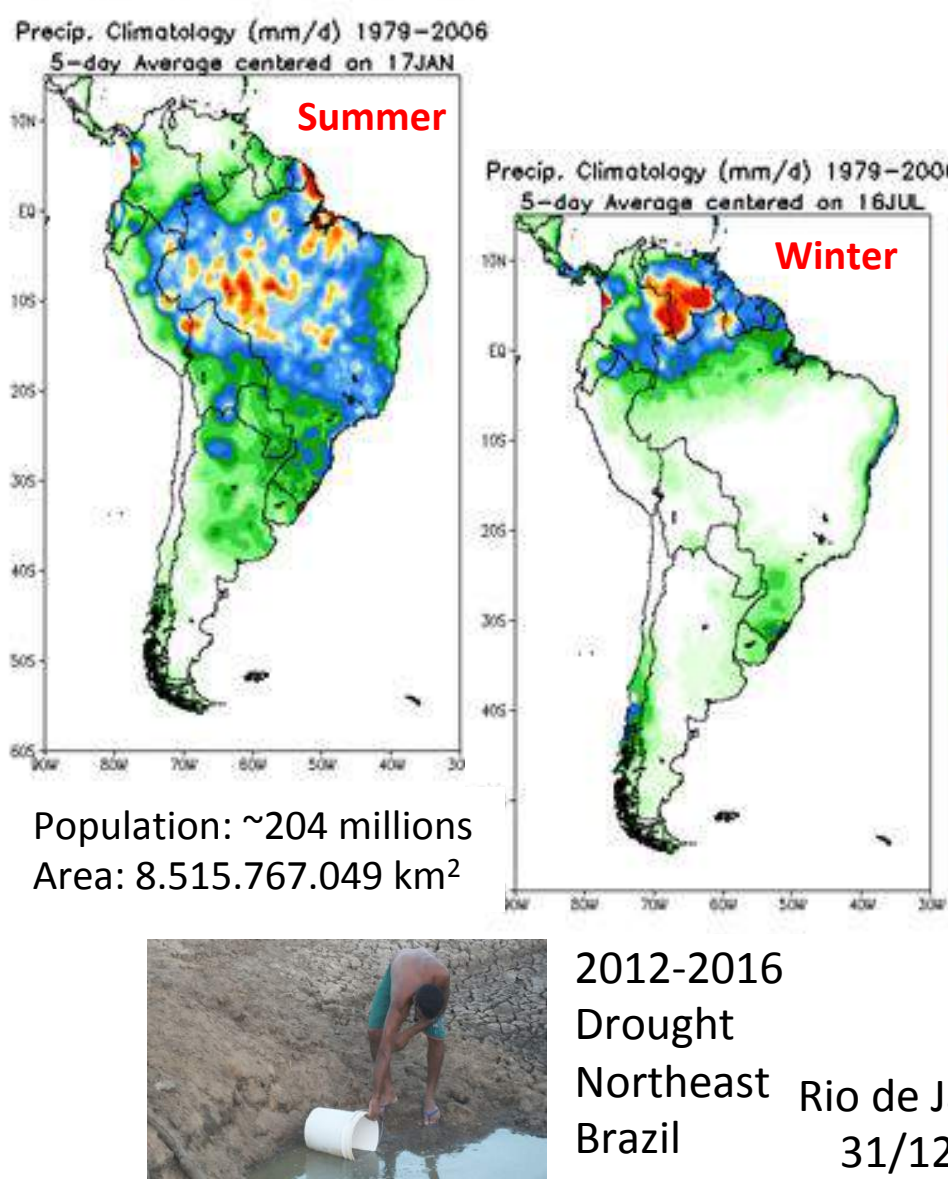 Precip. Climatology (mm/d) 1979-2006
5-day Average centered on 17JAN
Summer
10N
EQ
10S
20S
30S
40S
50S
60S
90W
80W
70W
60W
50W
40W
30
Precip. Climatology (mm/d) 1979-200
5-day Average centered on 16JUL
Winter
10N
EQ
10S
20S
30S
40S
80W
70W
60W
50W
40W
30W
Population: ~204 millions
Area: 8.515.767.049 km²
2012-2016
Drought
Northeast
Brazil
Rio de J
31/12